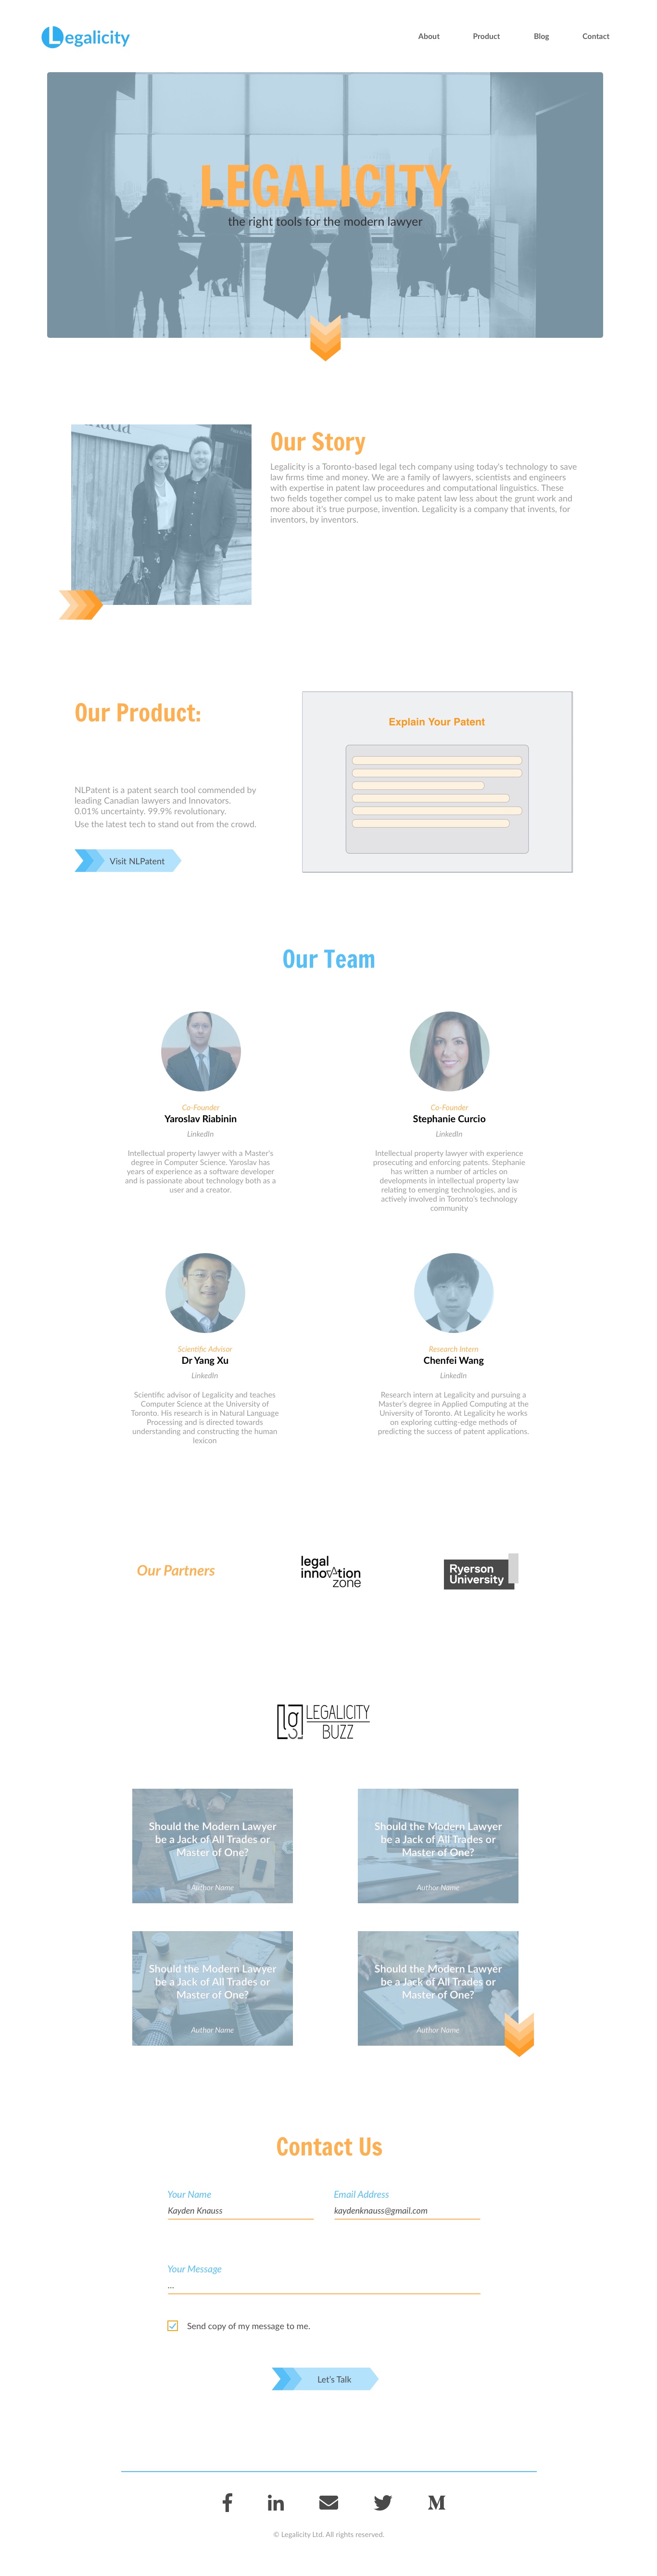 Legalicity
About Product Blog Contact
LEGALICITY
the right tools for the modern lawyer
Our Story
Legalicity is a Toronto-based legal tech company using today's technology to save
law firms time and money. We are a family of lawyers, scientists and engineers
with expertise in patent law proceedures and computational linguistics. These
two fields together compel us to make patent law less about the grunt work and
more about it's true purpose, invention. Legalicity is a company that invents, for
inventors, by inventors.
Our Product:
Explain Your Patent
NLPatent is a patent search tool commended by
leading Canadian lawyers and Innovators.
0.01% uncertainty. 99.9% revolutionary.
Use the latest tech to stand out from the crowd.
Visit NLPatent
Our Team
Co-Founder
Yaroslav Riabinin
LinkedIn
Intellectual property lawyer with a Master's
degree in Computer Science. Yaroslav has
years of experience as a software developer
and is passionate about technology both as a
user and a creator.
Co-Founder
Stephanie Curcio
LinkedIn
Intellectual property lawyer with experience
prosecuting and enforcing patents. Stephanie
has written a number of articles on
developments in intellectual property law
relating to emerging technologies, and is
actively involved in Toronto's technology
community
Scientific Advisor
Dr Yang Xu
LinkedIn
Scientific advisor of Legalicity and teaches
Computer Science at the University of
Toronto. His research is in Natural Language
Processing and is directed towards
understanding and constructing the human
lexicon
Research Intern
Chenfei Wang
LinkedIn
Research intern at Legalicity and pursuing a
Master's degree in Applied Computing at the
University of Toronto. At Legalicity he works
on exploring cutting-edge methods of
predicting the success of patent applications.
Our Partners
legal
innovation
zone
Ryerson
University
lg
LEGALICITY
BUZZ
Should the Modern Lawyer
be a Jack of All Trades or
Master of One?
Author Name
Should the Modern Lawyer
be a Jack of All Trades or
Master of One?
Author Name
Should the Modern Lawyer
be a Jack of All Trades or
Master of One?
Author Name
Should the Modern Lawyer
be a Jack of All Trades or
Master of One?
Author Name
Contact Us
Your Name
Kayden Knauss
Email Address
kaydenknauss@gmail.com
Your Message
...
Send copy of my message to me.
Let's Talk
© Legalicity Ltd. All rights reserved.